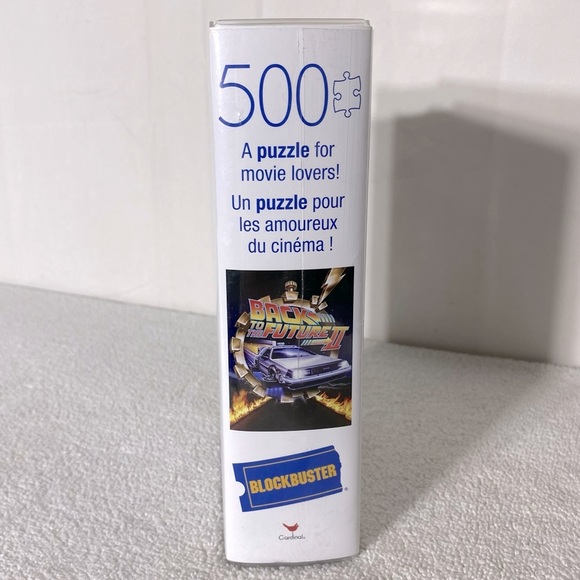 500
A puzzle for
movie lovers!
Un puzzle pour
les amoureux
du cinéma !
BACK
TO THE FUTURE
II
BLOCKBUSTER®
Cardinal.